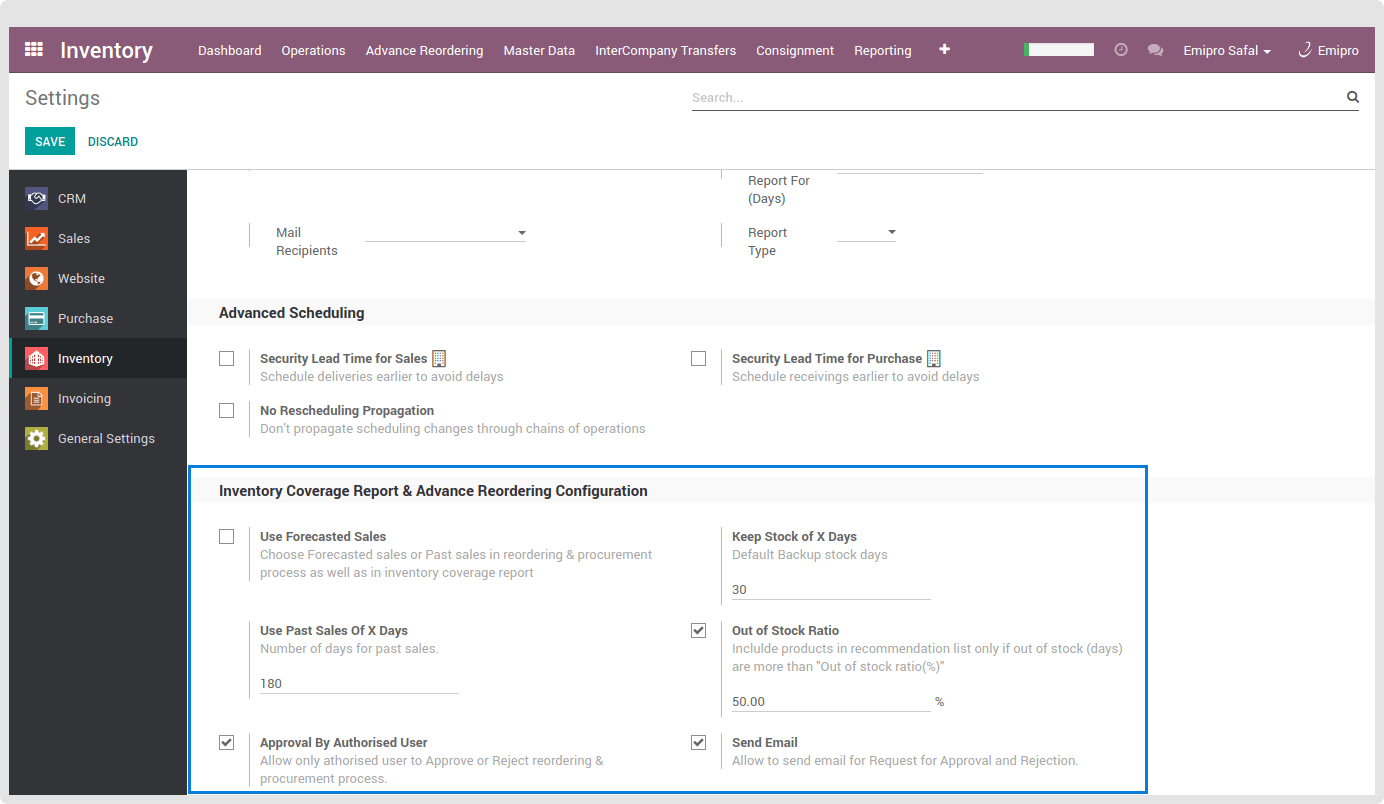 Inventory Dashboard Operations Advance Reordering Master Data InterCompany Transfers Consignment Reporting Emipro Safal Emipro
Settings Search...
SAVE DISCARD
CRM
Sales
Website
Purchase
Inventory
Invoicing
General Settings
Report For
(Days)
Mail
Recipients
Report
Type
Advanced Scheduling
Security Lead Time for Sales
Schedule deliveries earlier to avoid delays
Security Lead Time for Purchase
Schedule receivings earlier to avoid delays
No Rescheduling Propagation
Don't propagate scheduling changes through chains of operations
Inventory Coverage Report & Advance Reordering Configuration
Use Forecasted Sales
Choose Forecasted sales or Past sales in reordering & procurement
process as well as in inventory coverage report
Keep Stock of X Days
Default Backup stock days
30
Use Past Sales Of X Days
Number of days for past sales.
180
Out of Stock Ratio
Inclulde products in recommendation list only if out of stock (days)
are more than "Out of stock ratio(%)"
50.00 %
Approval By Authorised User
Allow only athorised user to Approve or Reject reordering &
procurement process.
Send Email
Allow to send email for Request for Approval and Rejection.